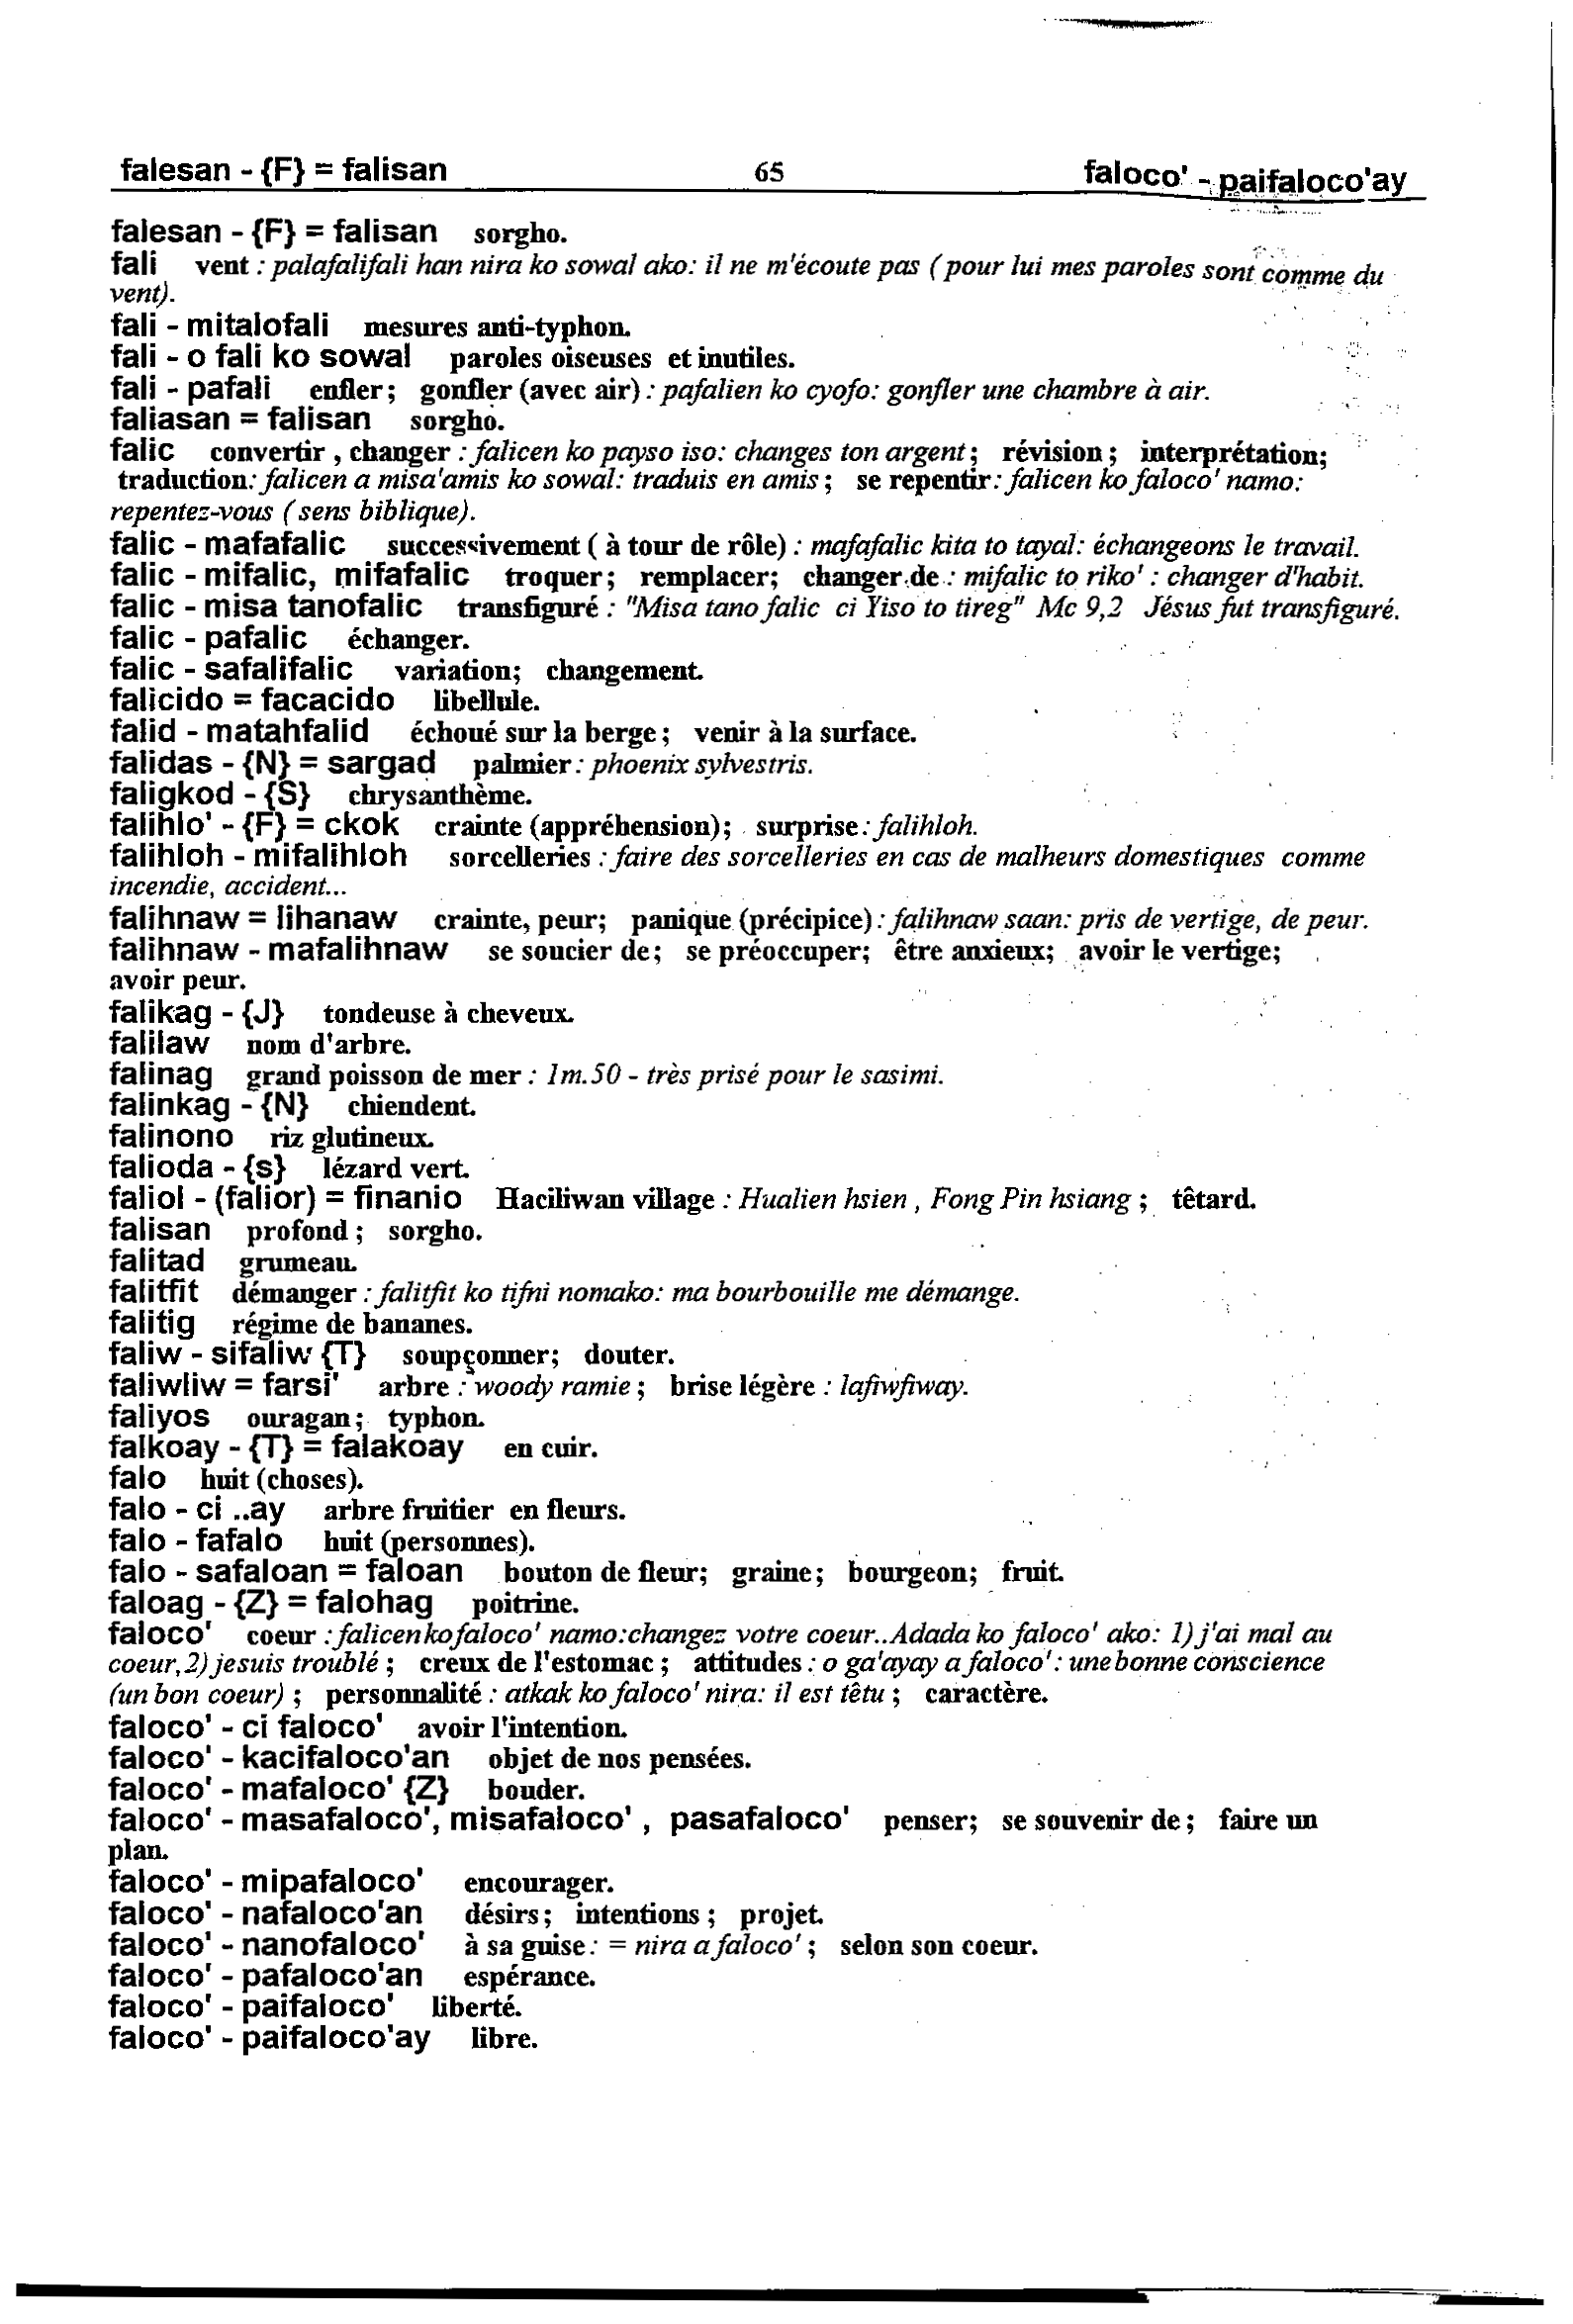 falesan - {F} = falisan 65 faloco' - paifaloco'ay
falesan - {F} = falisan sorgho.
fali vent : palafalifali han nira ko sowal ako: il ne m'écoute pas (pour lui mes paroles sont comme du
vent).
fali - mitalofali mesures anti-typhon.
fali - o fali ko sowal paroles oiseuses et inutiles.
fali - pafali enfler; gonfler (avec air) : pafalien ko cyofo: gonfler une chambre à air.
faliasan = falisan sorgho.
falic convertir , changer : falicen ko payso iso: changes ton argent ; révision ; interprétation;
traduction: falicen a misa'amis ko sowal: traduis en amis ; se repentir: falicen ko faloco' namo:
repentez-vous (sens biblique).
falic - mafafalic successivement ( à tour de rôle) : mafafalic kita to tayal: échangeons le travail.
falic - mifalic, mifafalic troquer; remplacer; changer de : mifalic to riko' : changer d'habit.
falic - misa tanofalic transfiguré : "Misa tano falic ci Yiso to tireg" Mc 9,2 Jésus fut transfiguré.
falic - pafalic échanger.
falic - safalifalic variation; changement.
falicido = facacido libellule.
falid - matahfalid échoué sur la berge ; venir à la surface.
falidas - {N} = sargad palmier : phoenix sylvestris.
faligkod - {S} chrysanthème.
falihlo' - {F} = ckok crainte (appréhension); surprise: falihloh.
falihloh - mifalihloh sorcelleries : faire des sorcelleries en cas de malheurs domestiques comme
incendie, accident...
falihnaw = lihanaw crainte, peur; panique (précipice) : falihnaw saan: pris de vertige, de peur.
falihnaw - mafalihnaw se soucier de; se préoccuper; être anxieux; avoir le vertige;
avoir peur.
falikag - {J} tondeuse à cheveux.
falilaw nom d'arbre.
falinag grand poisson de mer : 1m.50 - très prisé pour le sasimi.
falinkag - {N} chiendent.
falinono riz glutineux.
falioda - {s} lézard vert.
faliol - (falior) = finanio Haciliwan village : Hualien hsien , Fong Pin hsiang ; têtard.
falisan profond ; sorgho.
falitad grumeau.
falitfit démanger : falitfit ko tifni nomako: ma bourbouille me démange.
falitig régime de bananes.
faliw - sifaliw {T} soupçonner; douter.
faliwliw = farsi' arbre : woody ramie ; brise légère : lafiwfiway.
faliyos ouragan; typhon.
falkoay - {T} = falakoay en cuir.
falo huit (choses).
falo - ci ..ay arbre fruitier en fleurs.
falo - fafalo huit (personnes).
falo - safaloan = faloan bouton de fleur; graine; bourgeon; fruit.
faloag - {Z} = falohag poitrine.
faloco' coeur : falicen ko faloco' namo:changez votre coeur..Adada ko faloco' ako: 1) j'ai mal au
coeur,2) je suis troublé ; creux de l'estomac ; attitudes : o ga'ayay a faloco': une bonne conscience
(un bon coeur) ; personnalité : atkak ko faloco' nira: il est têtu ; caractère.
faloco' - ci faloco' avoir l'intention.
faloco' - kacifaloco'an objet de nos pensées.
faloco' - mafaloco' {Z} bouder.
faloco' - masafaloco', misafaloco' , pasafaloco' penser; se souvenir de ; faire un
plan.
faloco' - mipafaloco' encourager.
faloco' - nafaloco'an désirs ; intentions ; projet.
faloco' - nanofaloco' à sa guise : = nira a faloco' ; selon son coeur.
faloco' - pafaloco'an espérance.
faloco' - paifaloco' liberté.
faloco' - paifaloco'ay libre.